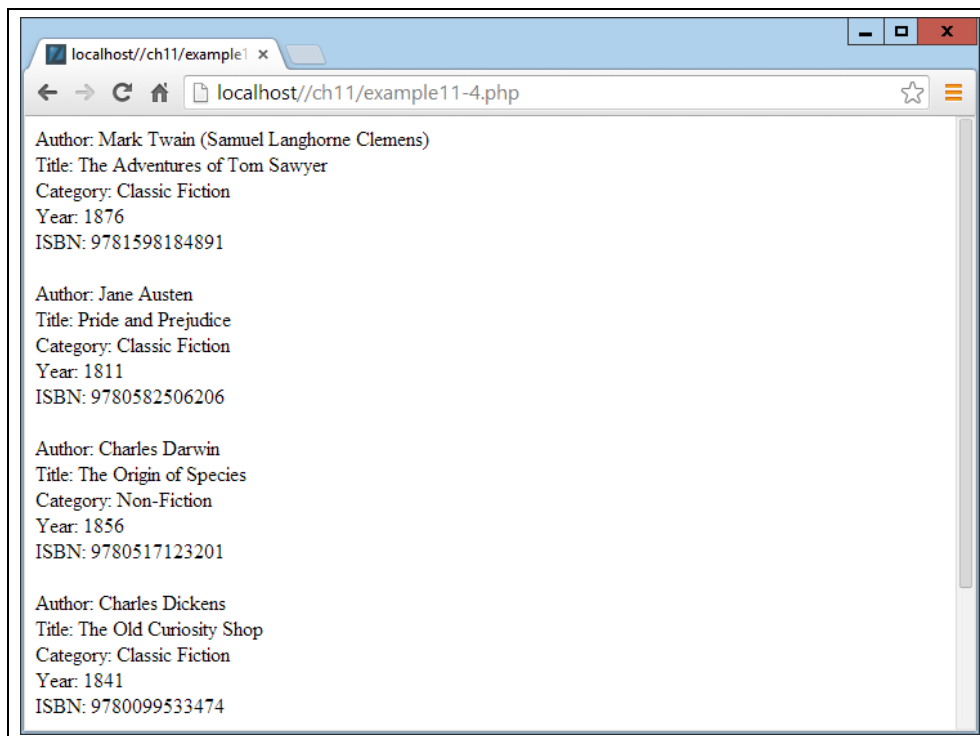 localhost//ch11/example1
localhost//ch11/example11-4.php
Author: Mark Twain (Samuel Langhorne Clemens)
Title: The Adventures of Tom Sawyer
Category: Classic Fiction
Year: 1876
ISBN: 9781598184891
Author: Jane Austen
Title: Pride and Prejudice
Category: Classic Fiction
Year: 1811
ISBN: 9780582506206
Author: Charles Darwin
Title: The Origin of Species
Category: Non-Fiction
Year: 1856
ISBN: 9780517123201
Author: Charles Dickens
Title: The Old Curiosity Shop
Category: Classic Fiction
Year: 1841
ISBN: 9780099533474